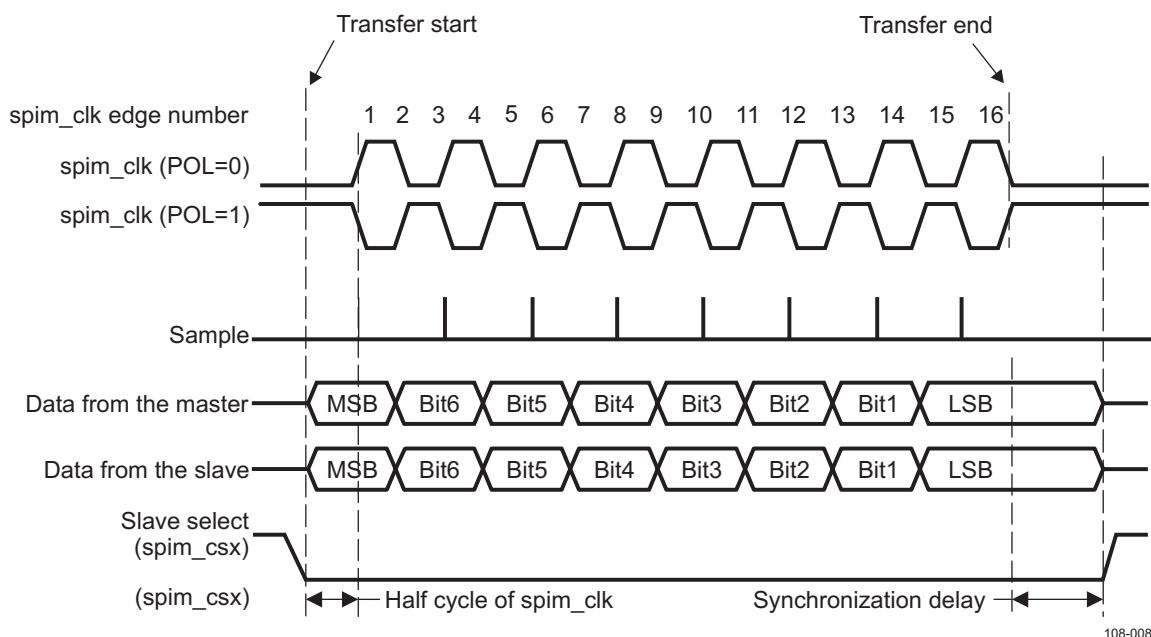 Transfer start
Transfer end
spim_clk edge number
1 2 3 4 5 6 7 8 9 10 11 12 13 14 15 16
spim_clk (POL=0)
spim_clk (POL=1)
Sample
Data from the master
MSB Bit6 Bit5 Bit4 Bit3 Bit2 Bit1 LSB
Data from the slave
MSB Bit6 Bit5 Bit4 Bit3 Bit2 Bit1 LSB
Slave select
(spim_csx)
(spim_csx)
Half cycle of spim_clk
Synchronization delay
108-008